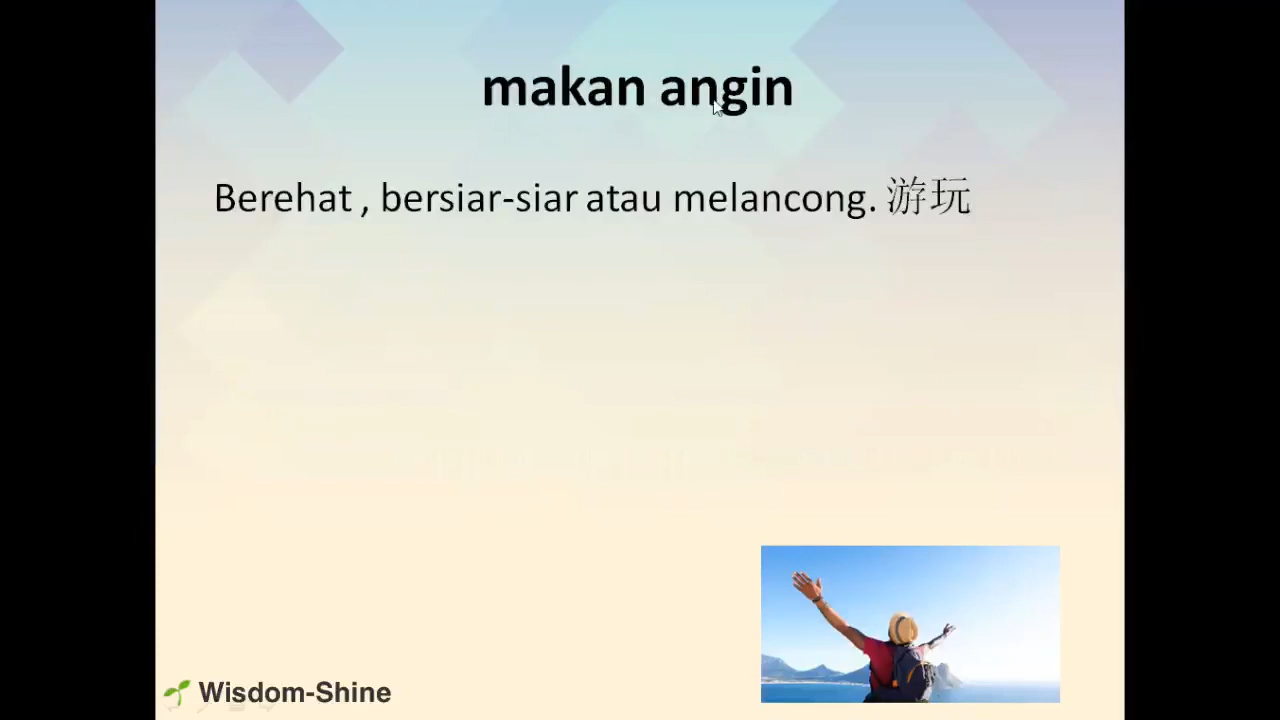 makan angin
Berehat , bersiar-siar atau melancong. 游玩
Wisdom-Shine